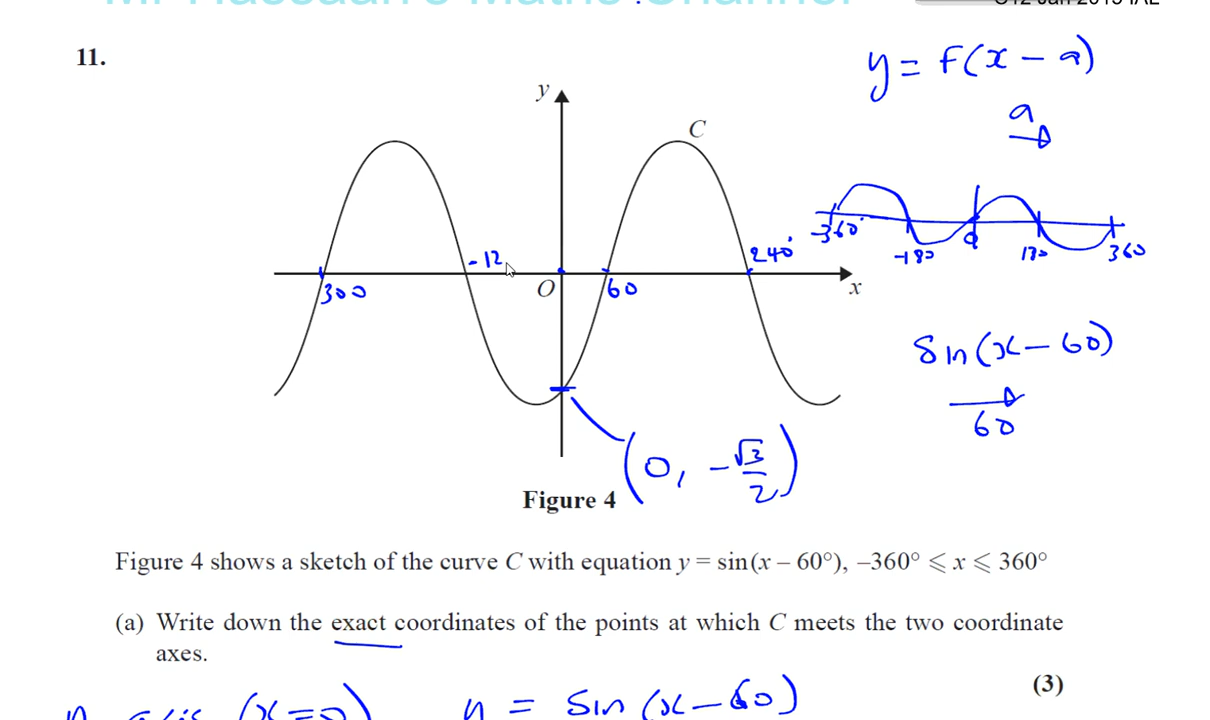 11.
y = F(x - a)
a
y
C
-360°
-180
0
180
360
-12
240°
300
O
60
x
sin(x - 60)
60
(0, -√3/2)
Figure 4
Figure 4 shows a sketch of the curve C with equation y = sin(x – 60°), –360° ⩽ x ⩽ 360°
(a) Write down the exact coordinates of the points at which C meets the two coordinate
axes.
(3)
(x=0) y = sin(x - 60)